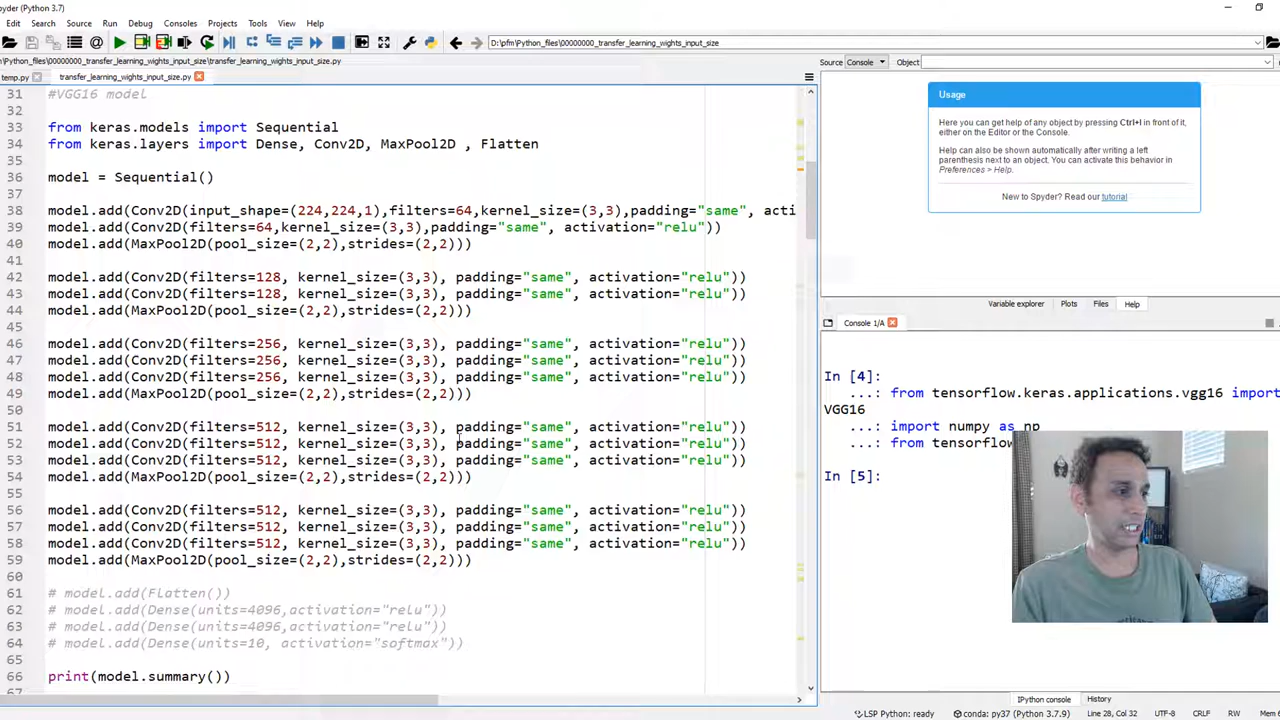 pyder (Python 3.7)
Edit Search Source Run Debug Consoles Projects Tools View Help
D:\pfm\Python_files\00000000_transfer_learning_wights_input_size
\Python_files\00000000_transfer_learning_wights_input_size\transfer_learning_wights_input_size.py
temp.py
transfer_learning_wights_input_size.py
31 #VGG16 model
32
33 from keras.models import Sequential
34 from keras.layers import Dense, Conv2D, MaxPool2D , Flatten
35
36 model = Sequential()
37
38 model.add(Conv2D(input_shape=(224,224,1),filters=64,kernel_size=(3,3),padding="same", acti
39 model.add(Conv2D(filters=64,kernel_size=(3,3),padding="same", activation="relu"))
40 model.add(MaxPool2D(pool_size=(2,2),strides=(2,2)))
41
42 model.add(Conv2D(filters=128, kernel_size=(3,3), padding="same", activation="relu"))
43 model.add(Conv2D(filters=128, kernel_size=(3,3), padding="same", activation="relu"))
44 model.add(MaxPool2D(pool_size=(2,2),strides=(2,2)))
45
46 model.add(Conv2D(filters=256, kernel_size=(3,3), padding="same", activation="relu"))
47 model.add(Conv2D(filters=256, kernel_size=(3,3), padding="same", activation="relu"))
48 model.add(Conv2D(filters=256, kernel_size=(3,3), padding="same", activation="relu"))
49 model.add(MaxPool2D(pool_size=(2,2),strides=(2,2)))
50
51 model.add(Conv2D(filters=512, kernel_size=(3,3), padding="same", activation="relu"))
52 model.add(Conv2D(filters=512, kernel_size=(3,3), padding="same", activation="relu"))
53 model.add(Conv2D(filters=512, kernel_size=(3,3), padding="same", activation="relu"))
54 model.add(MaxPool2D(pool_size=(2,2),strides=(2,2)))
55
56 model.add(Conv2D(filters=512, kernel_size=(3,3), padding="same", activation="relu"))
57 model.add(Conv2D(filters=512, kernel_size=(3,3), padding="same", activation="relu"))
58 model.add(Conv2D(filters=512, kernel_size=(3,3), padding="same", activation="relu"))
59 model.add(MaxPool2D(pool_size=(2,2),strides=(2,2)))
60
61 # model.add(Flatten())
62 # model.add(Dense(units=4096,activation="relu"))
63 # model.add(Dense(units=4096,activation="relu"))
64 # model.add(Dense(units=10, activation="softmax"))
65
66 print(model.summary())
Source Console Object
Usage
Here you can get help of any object by pressing Ctrl+I in front of it,
either on the Editor or the Console.
Help can also be shown automatically after writing a left
parenthesis next to an object. You can activate this behavior in
Preferences > Help.
New to Spyder? Read our tutorial
Variable explorer Plots Files Help
Console 1/A
In [4]:
...: from tensorflow.keras.applications.vgg16 import
VGG16
...: import numpy as np
...: from tensorflow
In [5]:
IPython console History
LSP Python: ready conda: py37 (Python 3.7.9) Line 28, Col 32 UTF-8 CRLF RW Mem 6